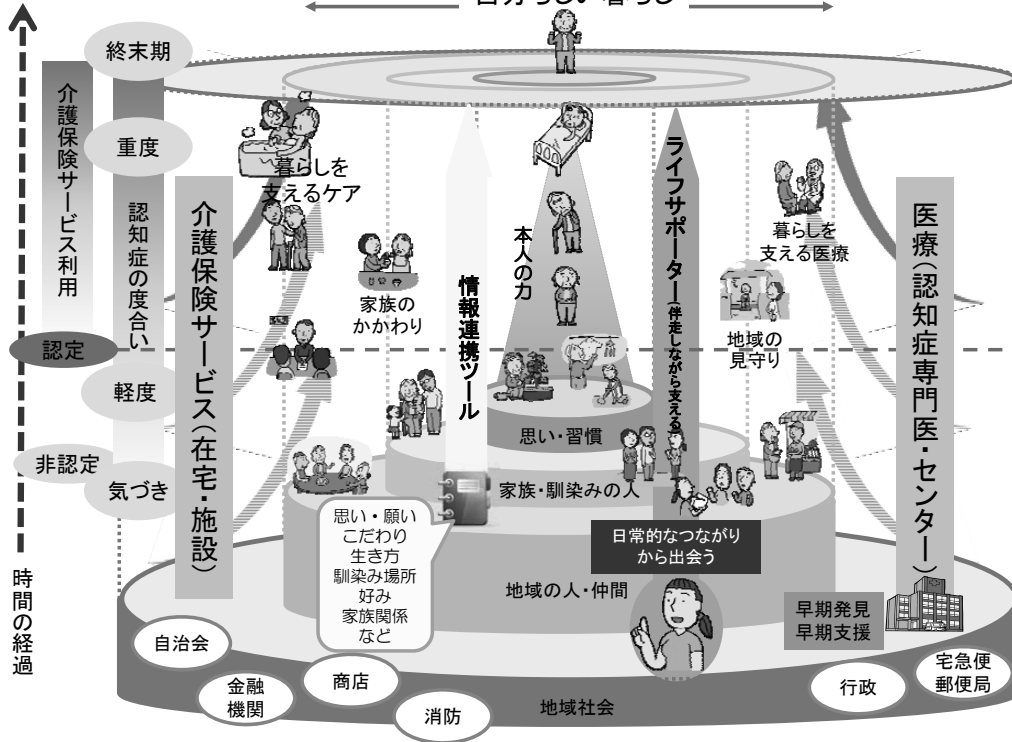 自分らしい暮らし
終末期
介護保険サービス利用
重度
認知症の度合い
認定
軽度
非認定
気づき
時間の経過
介護保険サービス(在宅・施設)
暮らしを
支えるケア
家族の
かかわり
情報連携ツール
本人の力
ライフサポーター(伴走しながら支える)
暮らしを
支える医療
地域の
見守り
医療(認知症専門医・センター)
思い・習慣
家族・馴染みの人
地域の人・仲間
思い・願い
こだわり
生き方
馴染み場所
好み
家族関係
など
日常的なつながり
から出会う
早期発見
早期支援
自治会
金融
機関
商店
消防
地域社会
行政
宅急便
郵便局